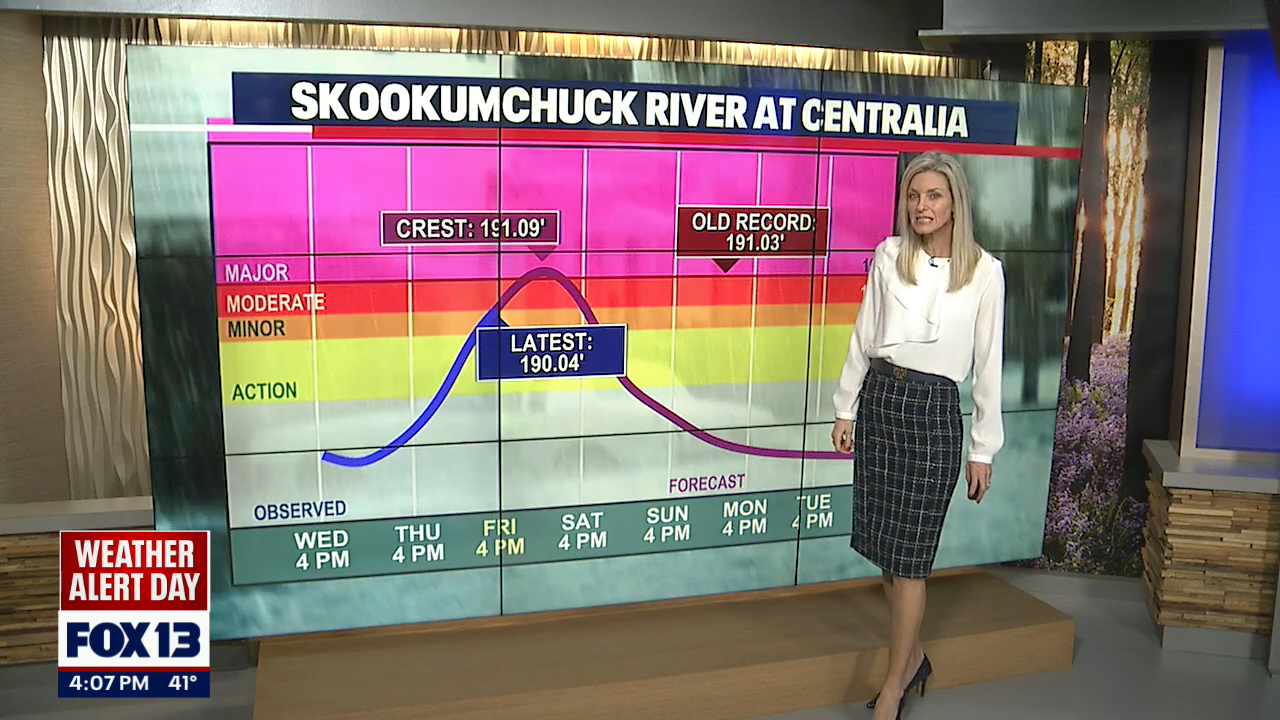 SKOOKUMCHUCK RIVER AT CENTRALIA
CREST: 191.09'
OLD RECORD:
191.03'
MAJOR
MODERATE
MINOR
LATEST:
190.04'
ACTION
FORECAST
OBSERVED
WED
4 PM
THU
4 PM
FRI
4 PM
SAT
4 PM
SUN
4 PM
MON
4 PM
TUE
4 PM
WEATHER
ALERT DAY
FOX 13
4:07 PM 41°